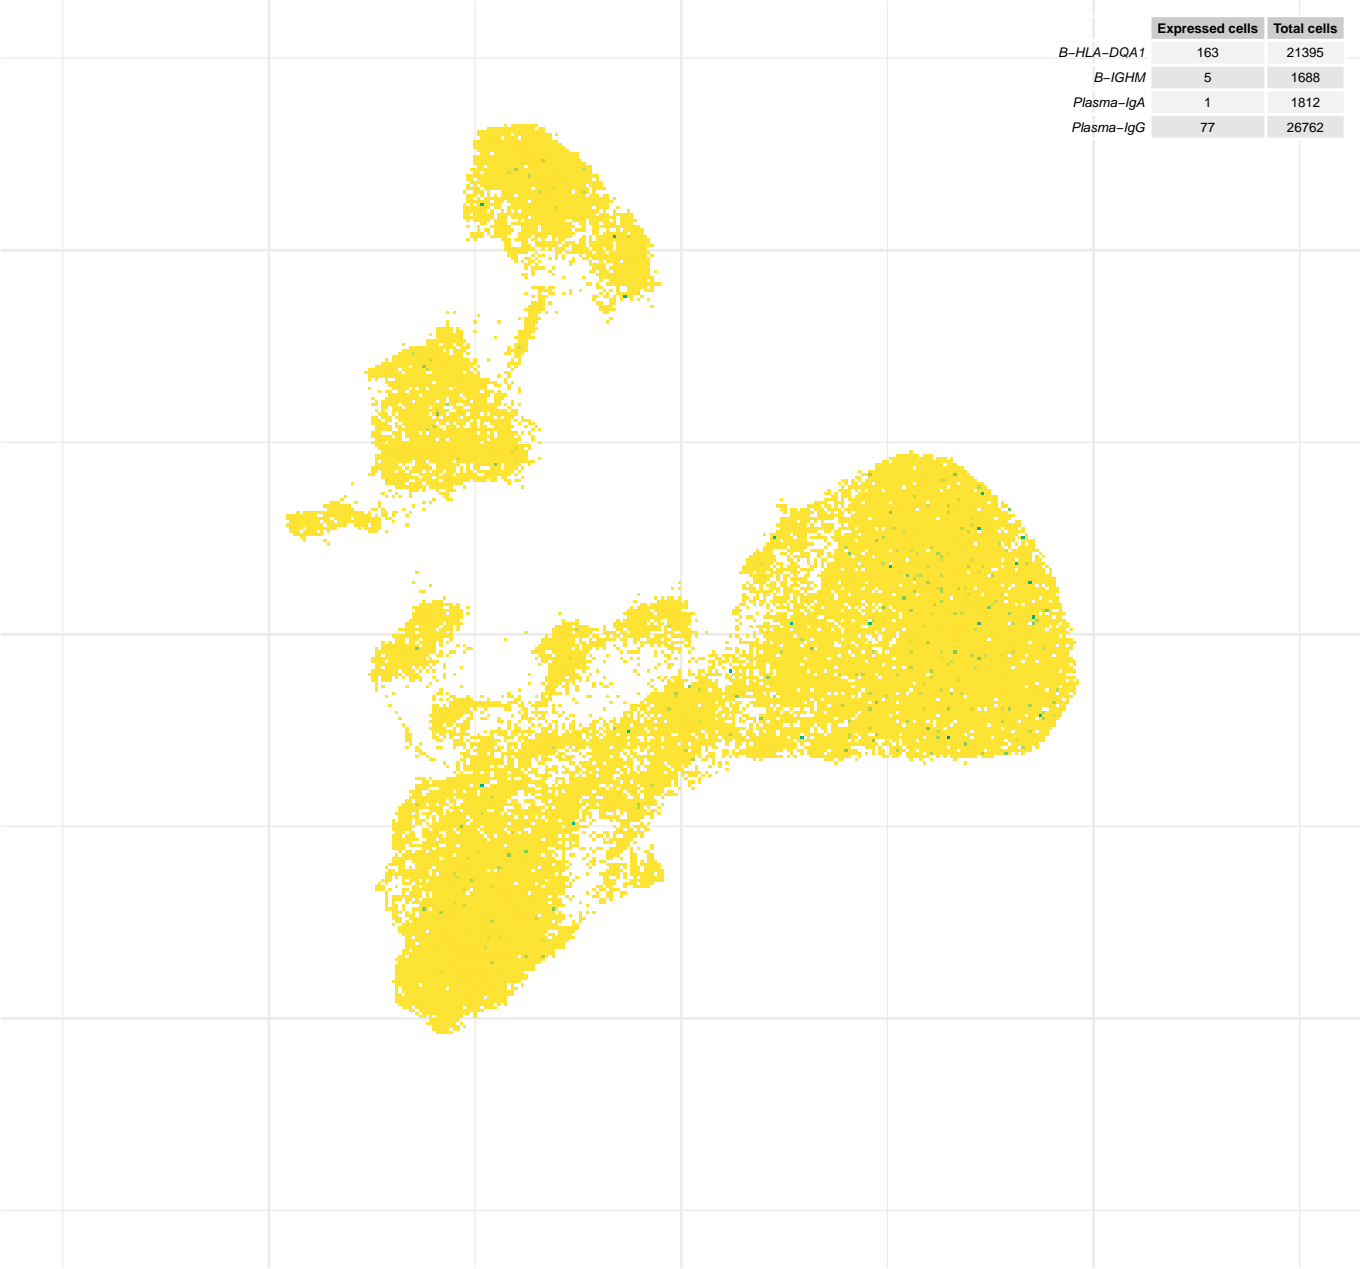 Expressed cells Total cells
B−HLA−DQA1 163 21395
B−IGHM 5 1688
Plasma−IgA 1 1812
Plasma−IgG 77 26762